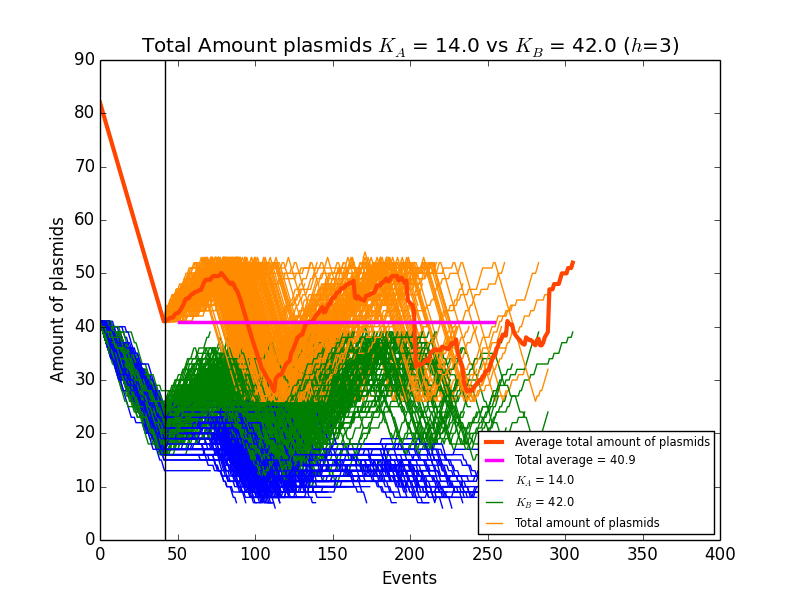 Total Amount plasmids K_A = 14.0 vs K_B = 42.0 (h=3)
90
80
70
60
50
40
30
20
10
0
Amount of plasmids
Average total amount of plasmids
Total average = 40.9
K_A = 14.0
K_B = 42.0
Total amount of plasmids
0 50 100 150 200 250 300 350 400
Events